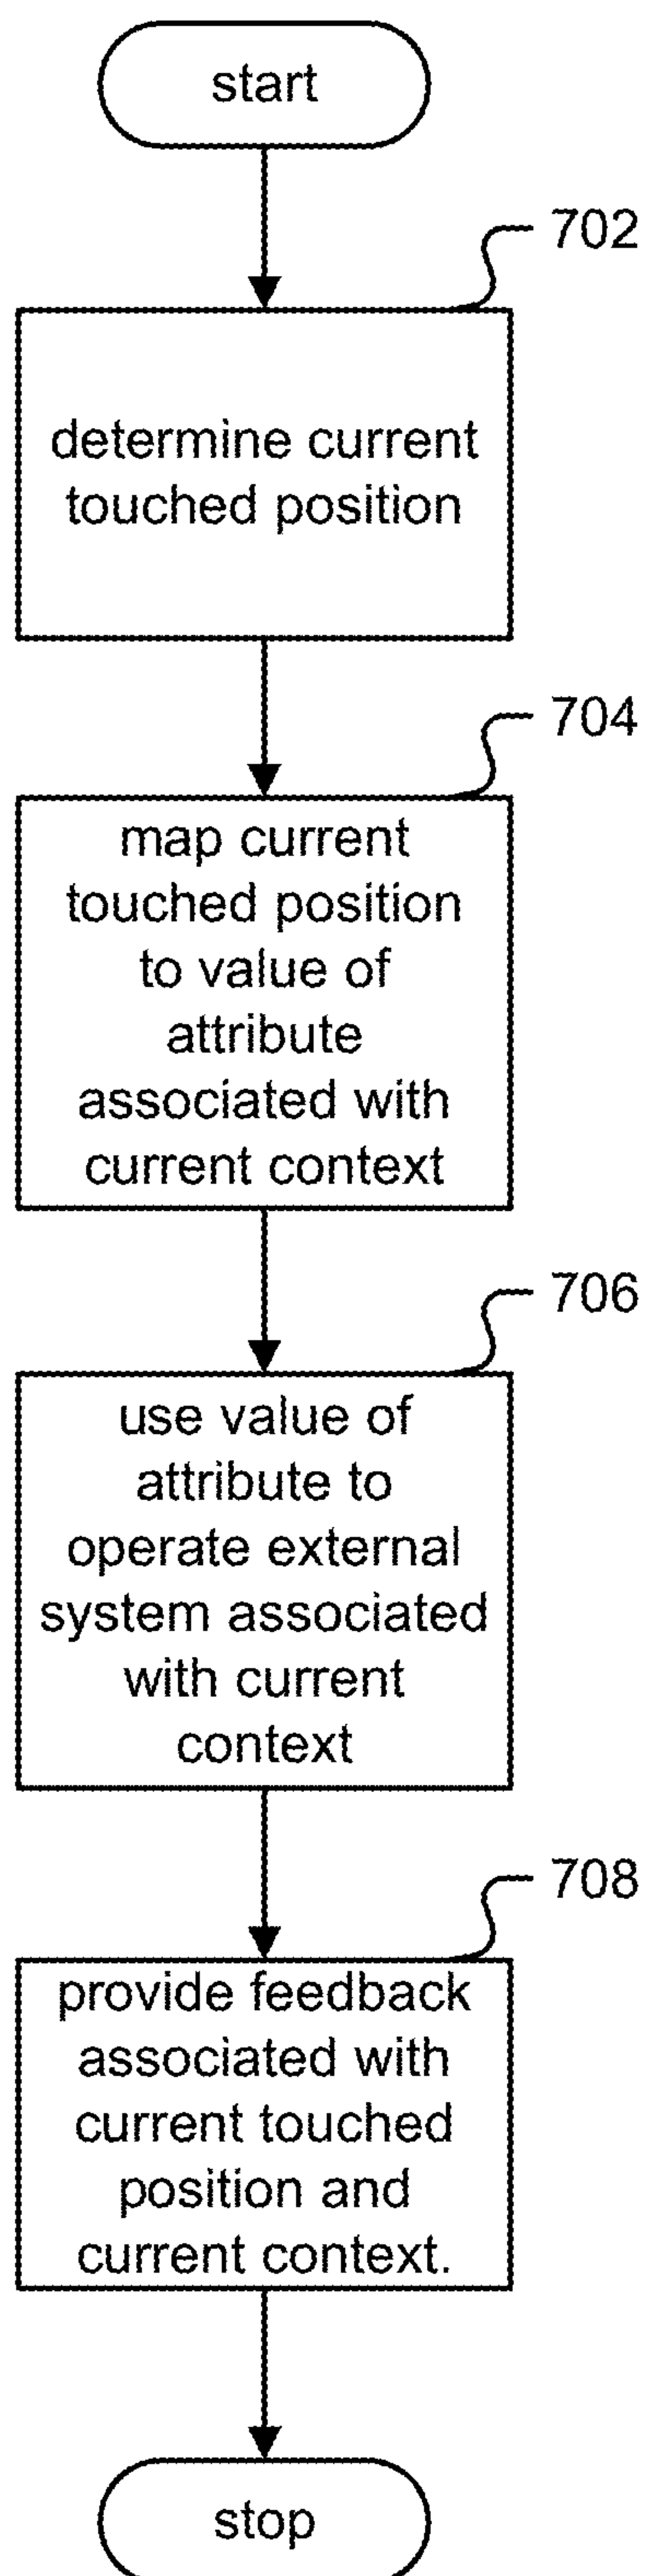 start
702
determine current
touched position
704
map current
touched position
to value of
attribute
associated with
current context
706
use value of
attribute to
operate external
system associated
with current
context
708
provide feedback
associated with
current touched
position and
current context.
stop